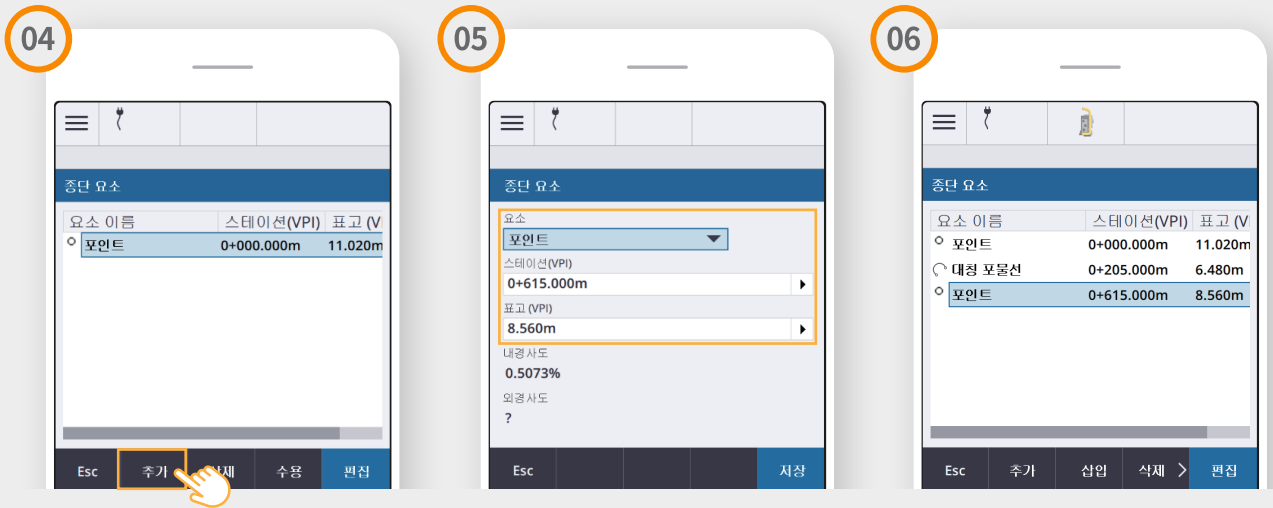 04
종단 요소
요소 이름 스테이션(VPI) 표고 (V
포인트 0+000.000m 11.020m
Esc 추가 삭제 수용 편집
05
종단 요소
요소
포인트
스테이션(VPI)
0+615.000m
표고 (VPI)
8.560m
내경사도
0.5073%
외경사도
?
Esc 저장
06
종단 요소
요소 이름 스테이션(VPI) 표고 (V
포인트 0+000.000m 11.020m
대칭 포물선 0+205.000m 6.480m
포인트 0+615.000m 8.560m
Esc 추가 삽입 삭제 편집